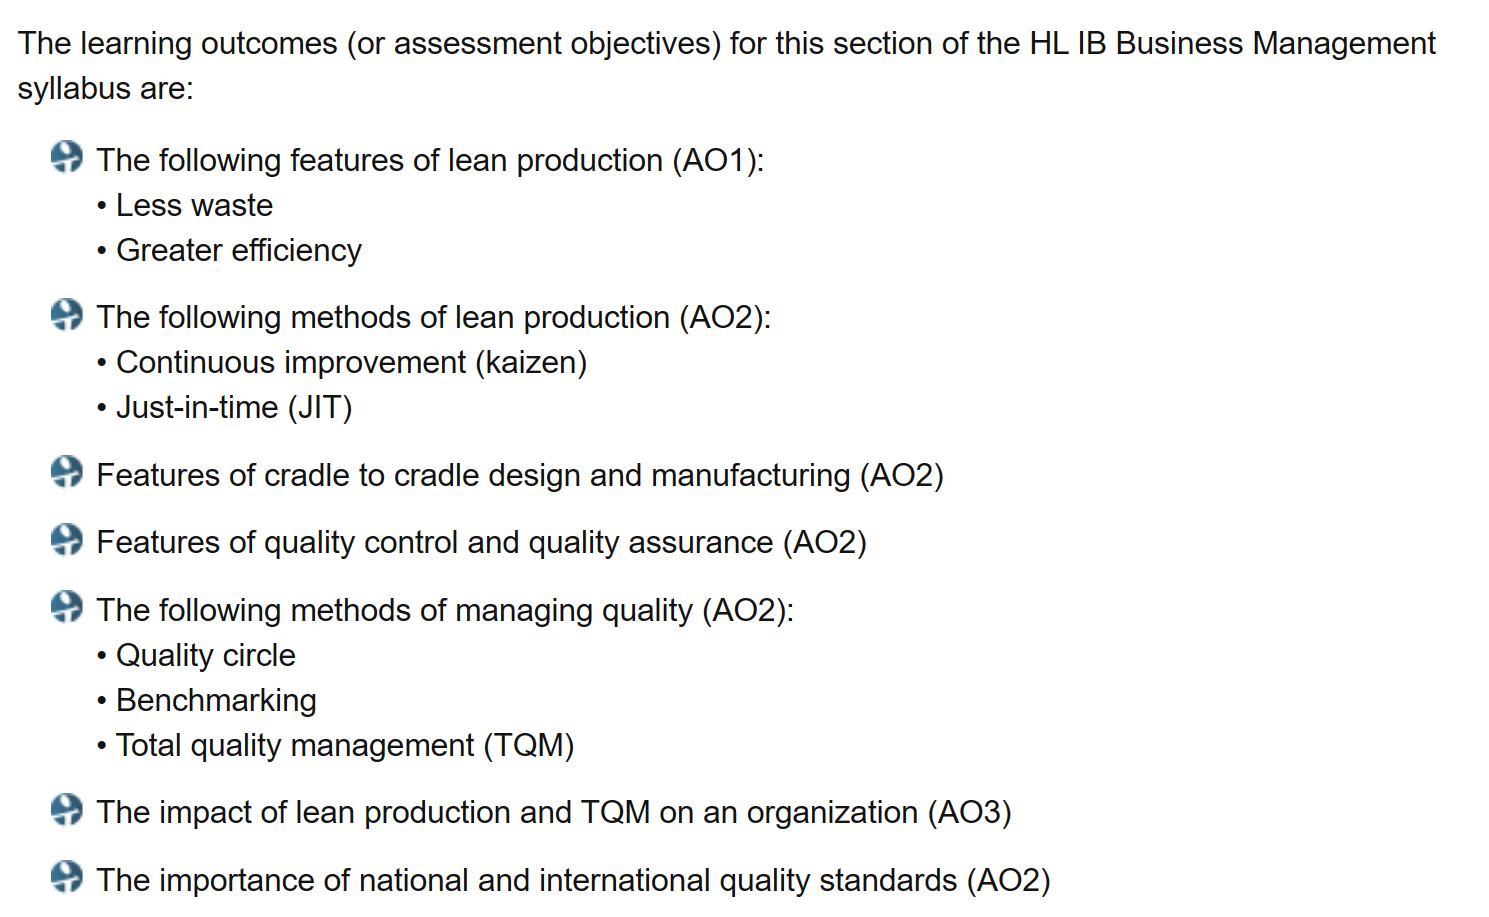 The learning outcomes (or assessment objectives) for this section of the HL IB Business Management
syllabus are:
The following features of lean production (AO1):
• Less waste
• Greater efficiency
The following methods of lean production (AO2):
• Continuous improvement (kaizen)
• Just-in-time (JIT)
Features of cradle to cradle design and manufacturing (AO2)
Features of quality control and quality assurance (AO2)
The following methods of managing quality (AO2):
• Quality circle
• Benchmarking
• Total quality management (TQM)
The impact of lean production and TQM on an organization (AO3)
The importance of national and international quality standards (AO2)